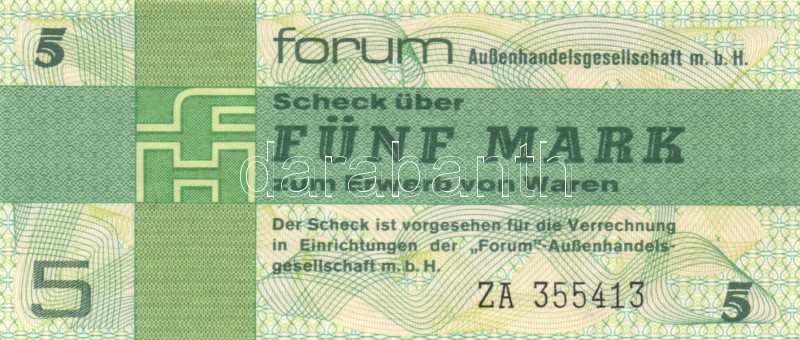 5
forum Außenhandelsgesellschaft m. b. H.
Scheck über
FÜNF MARK
zum Erwerb von Waren
darabanth
Der Scheck ist vorgesehen für die Verrechnung
in Einrichtungen der „Forum"-Außenhandels-
gesellschaft m. b. H.
5
ZA 355413
5